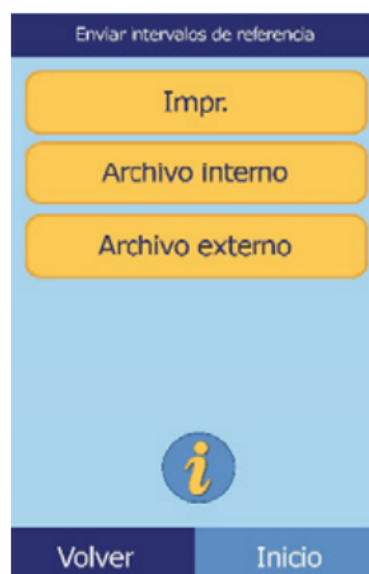 Enviar intervalos de referencia
Impr.
Archivo interno
Archivo externo
i
Volver
Inicio